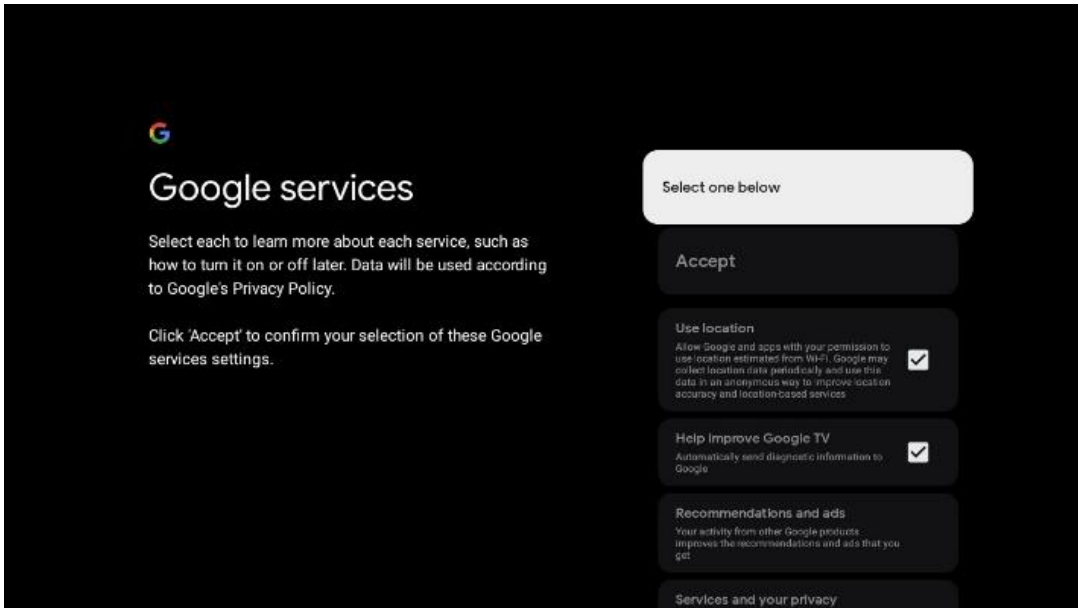 Google services
Select each to learn more about each service, such as
how to turn it on or off later. Data will be used according
to Google's Privacy Policy.
Click 'Accept' to confirm your selection of these Google
services settings.
Select one below
Accept
Use location
Allow Google and apps with your permission to
use location estimated from Wi-Fi. Google may
collect location data periodically and use this
data in an anonymous way to improve location
accuracy and location-based services
Help improve Google TV
Automatically send diagnostic information to
Google
Recommendations and ads
Your activity from other Google products
improves the recommendations and ads that you
get
Services and your privacy